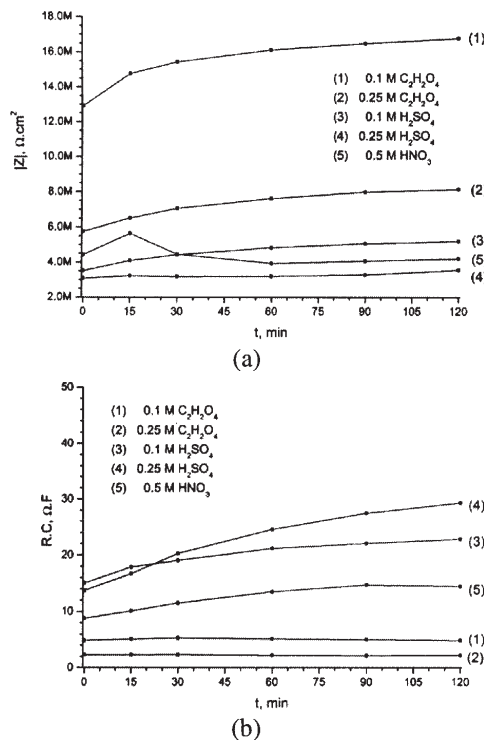 18.0M
16.0M
14.0M
12.0M
10.0M
8.0M
6.0M
4.0M
2.0M
|Z|, Ω.cm²
(1)
(1) 0.1 M C₂H₂O₄
(2) 0.25 M C₂H₂O₄
(3) 0.1 M H₂SO₄
(4) 0.25 M H₂SO₄
(5) 0.5 M HNO₃
(2
(3
(5
(4
0 15 30 45 60 75 90 105 120
t, min
(a)
50
40
30
20
10
0
R.C, Ω.F
(1) 0.1 M C₂H₂O₄
(2) 0.25 M C₂H₂O₄
(3) 0.1 M H₂SO₄
(4) 0.25 M H₂SO₄
(5) 0.5 M HNO₃
(4)
(3)
(5)
(1)
(2)
0 15 30 45 60 75 90 105 120
t, min
(b)